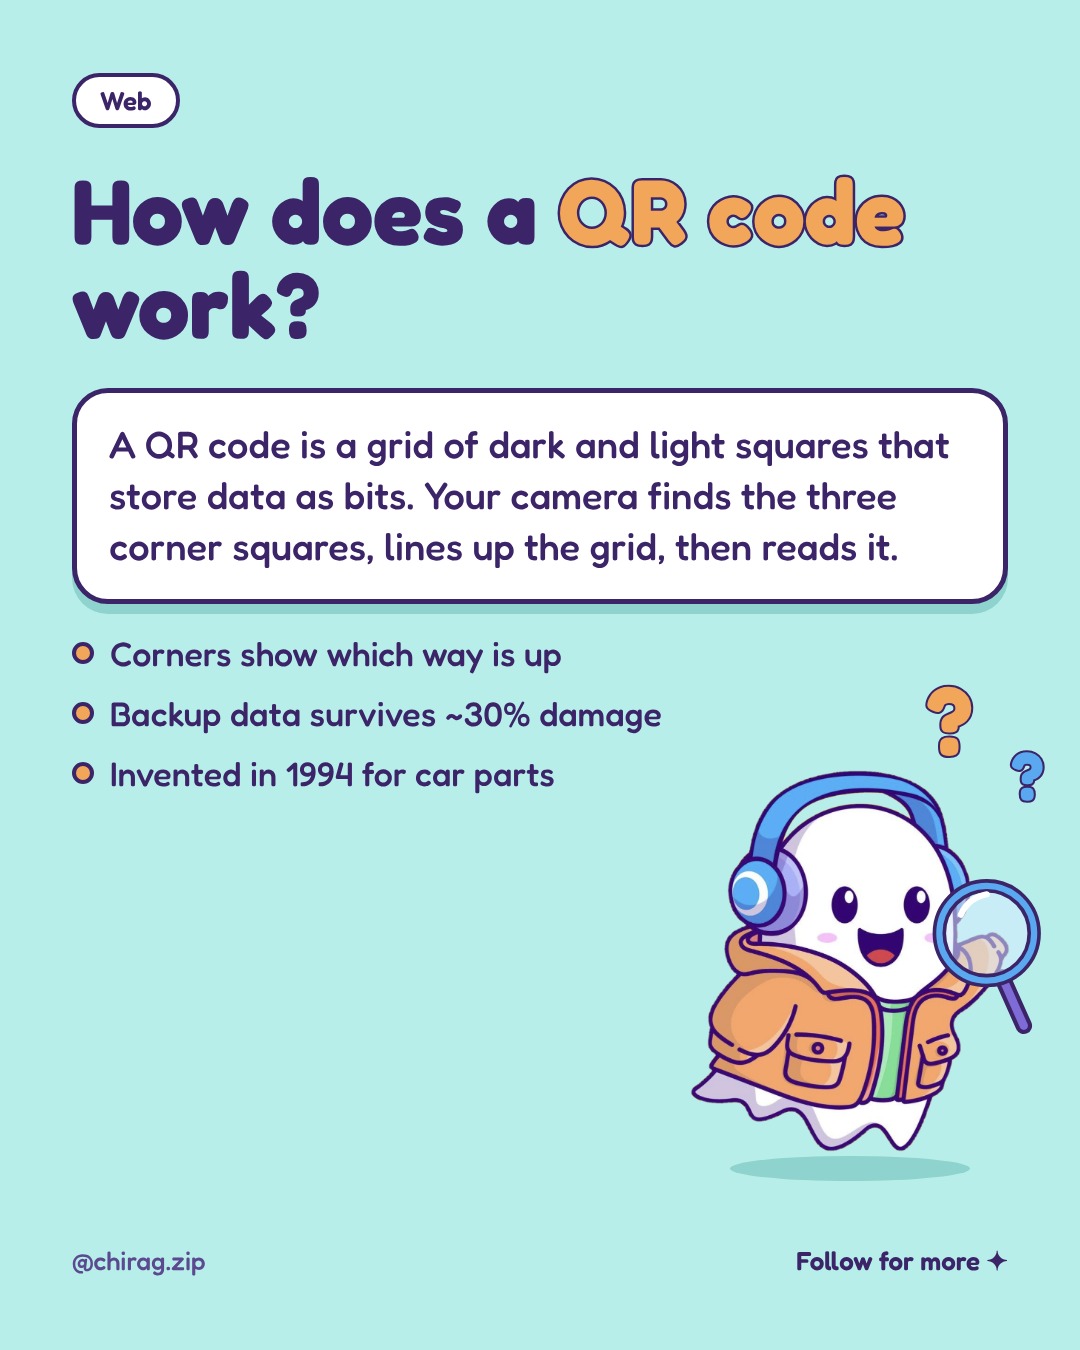 Web
How does a QR code
work?
A QR code is a grid of dark and light squares that
store data as bits. Your camera finds the three
corner squares, lines up the grid, then reads it.
Corners show which way is up
Backup data survives ~30% damage
Invented in 1994 for car parts
? ?
@chirag.zip
Follow for more ✦